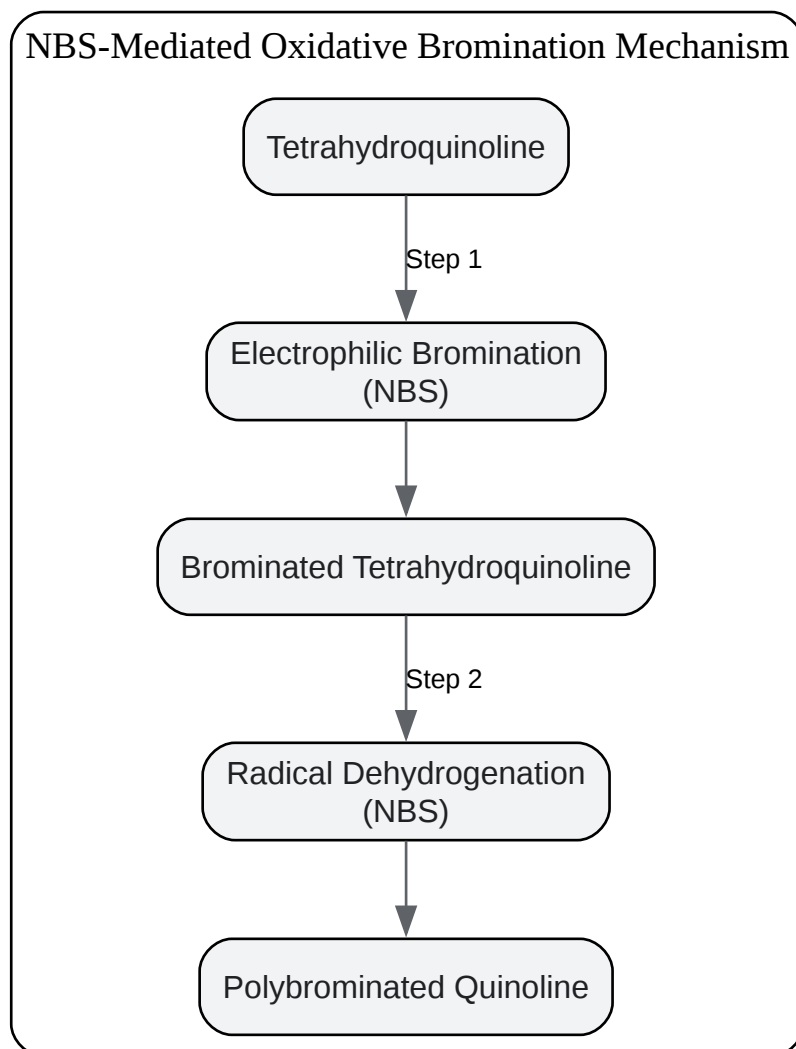 NBS-Mediated Oxidative Bromination Mechanism
Tetrahydroquinoline
Step 1
Electrophilic Bromination
(NBS)
Brominated Tetrahydroquinoline
Step 2
Radical Dehydrogenation
(NBS)
Polybrominated Quinoline